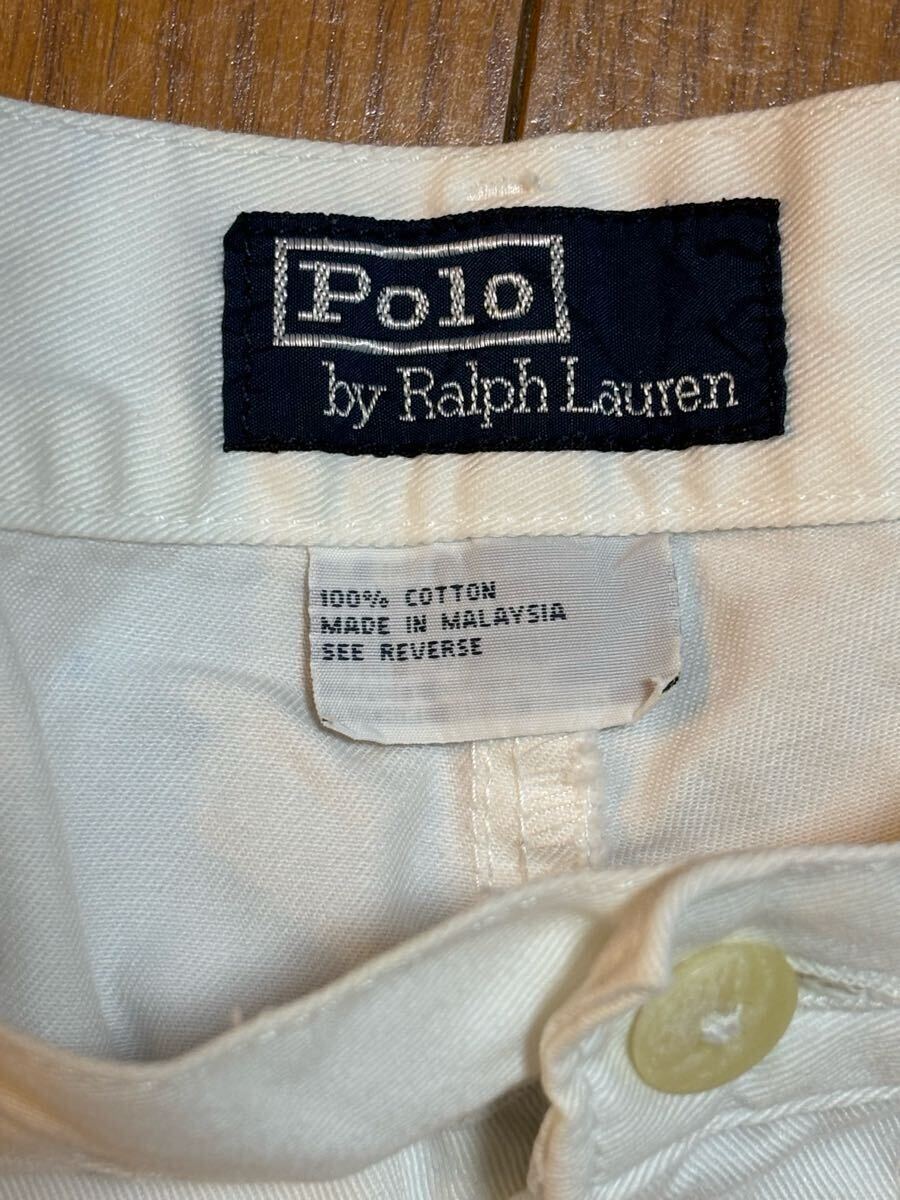 Polo
by Ralph Lauren
100% COTTON
MADE IN MALAYSIA
SEE REVERSE